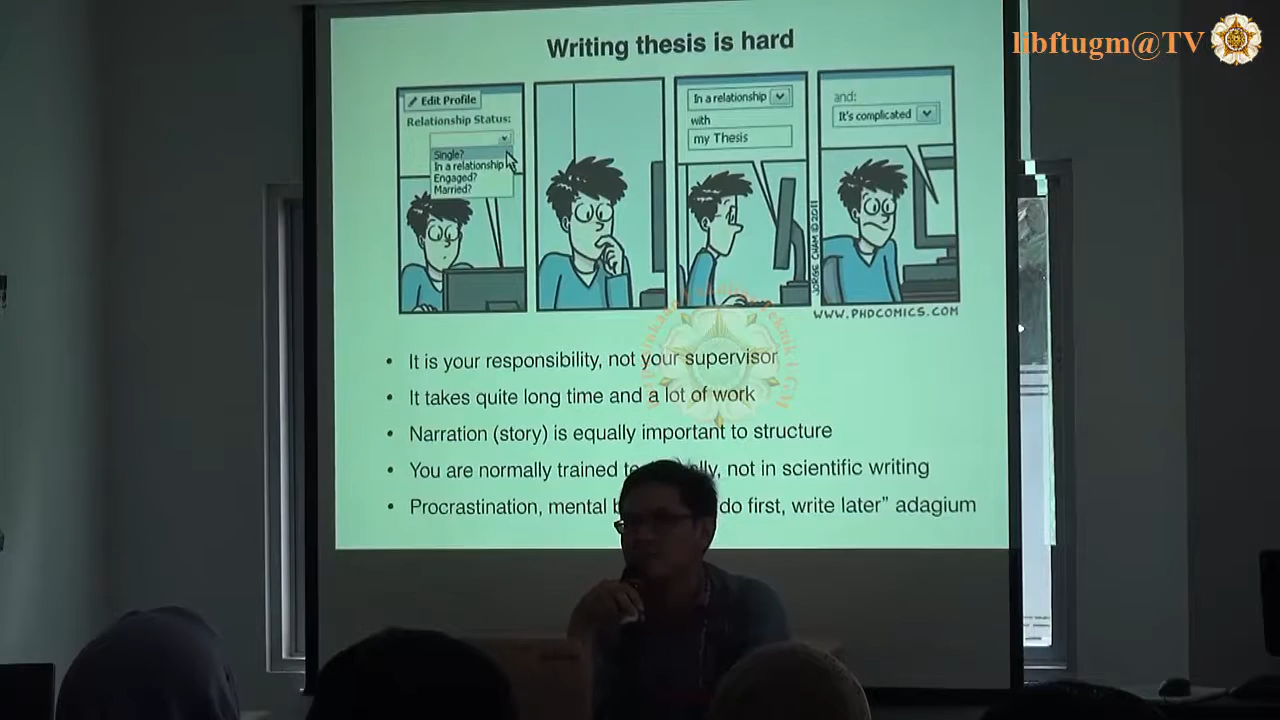 libftugm@TV
Writing thesis is hard
Edit Profile
Relationship Status:
Single?
In a relationship
Engaged?
Married?
In a relationship
with
my Thesis
and:
It's complicated
JORGE CHAM © 2011
WWW.PHDCOMICS.COM
• It is your responsibility, not your supervisor
• It takes quite long time and a lot of work
• Narration (story) is equally important to structure
• You are normally trained lly, not in scientific writing
• Procrastination, mental do first, write later” adagium